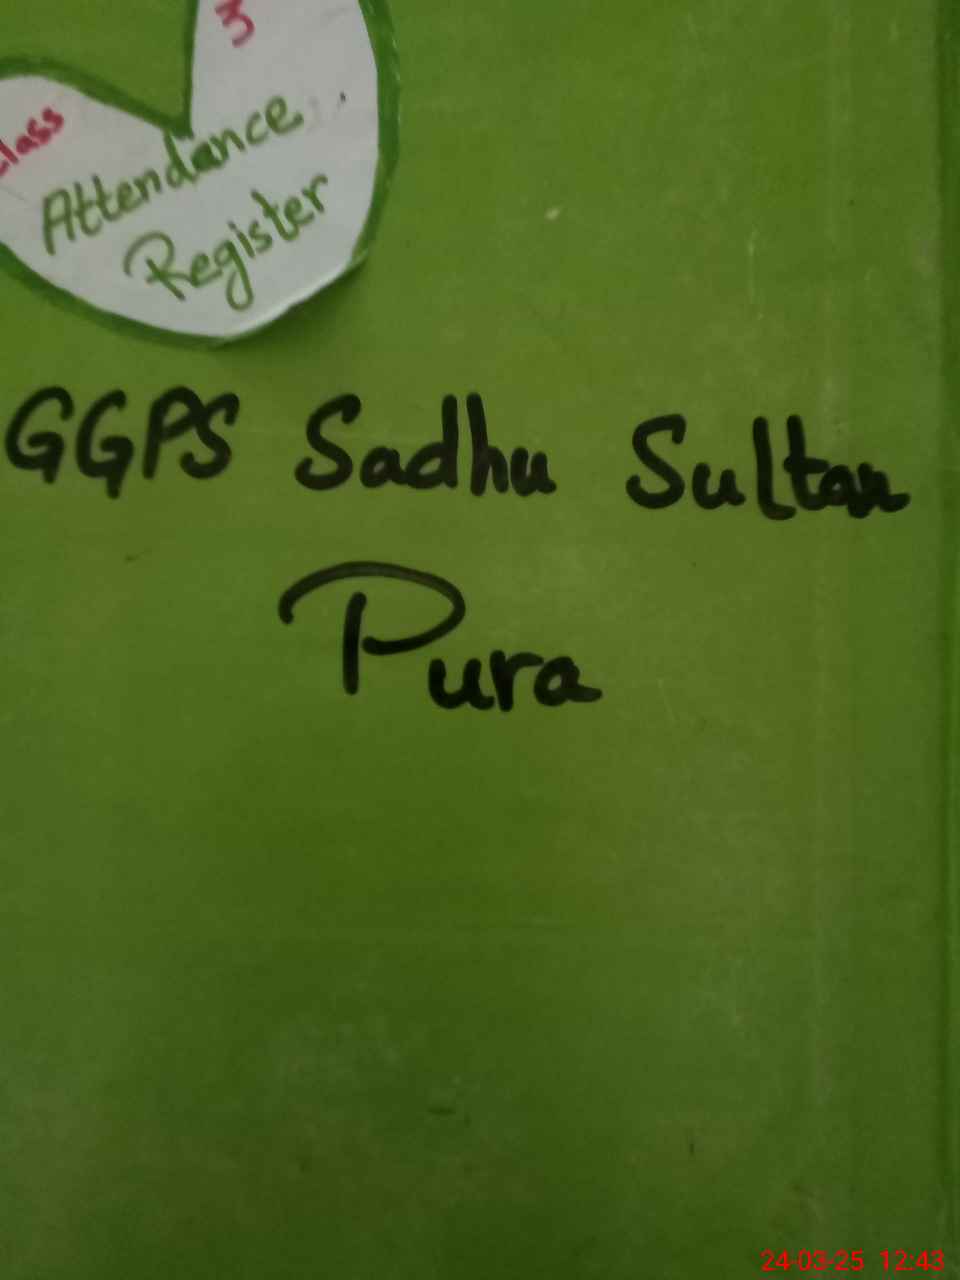 Class 3
Attendance
Register
GGPS Sadhu Sultan
Pura
24-03-25 12:43